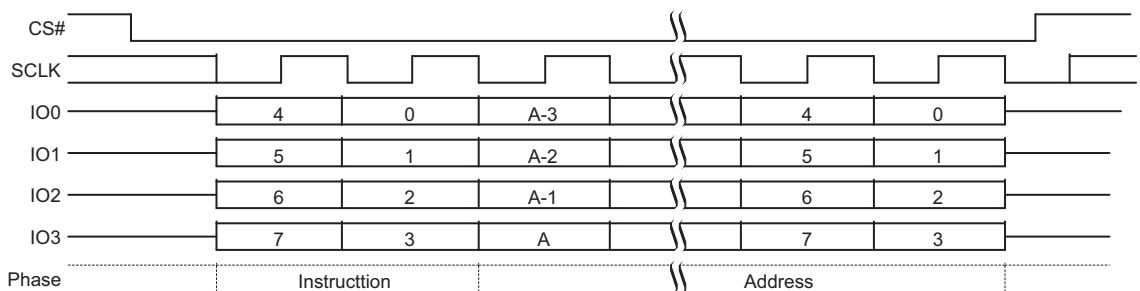 CS#
SCLK
IO0 4 0 A-3 4 0
IO1 5 1 A-2 5 1
IO2 6 2 A-1 6 2
IO3 7 3 A 7 3
Phase Instructtion Address